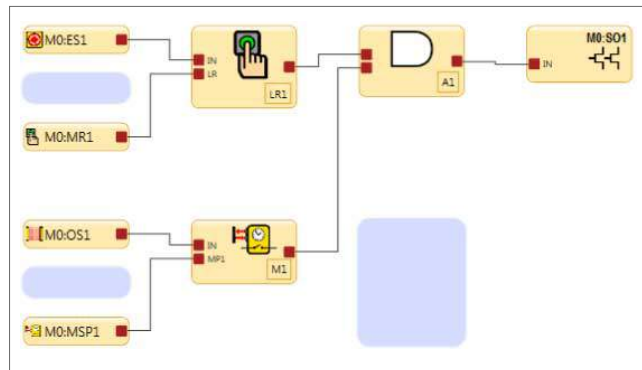 M0:ES1
IN
LR
LR1
M0:MR1
A1
M0:SO1
IN
M0:OS1
IN
MP1
M1
M0:MSP1